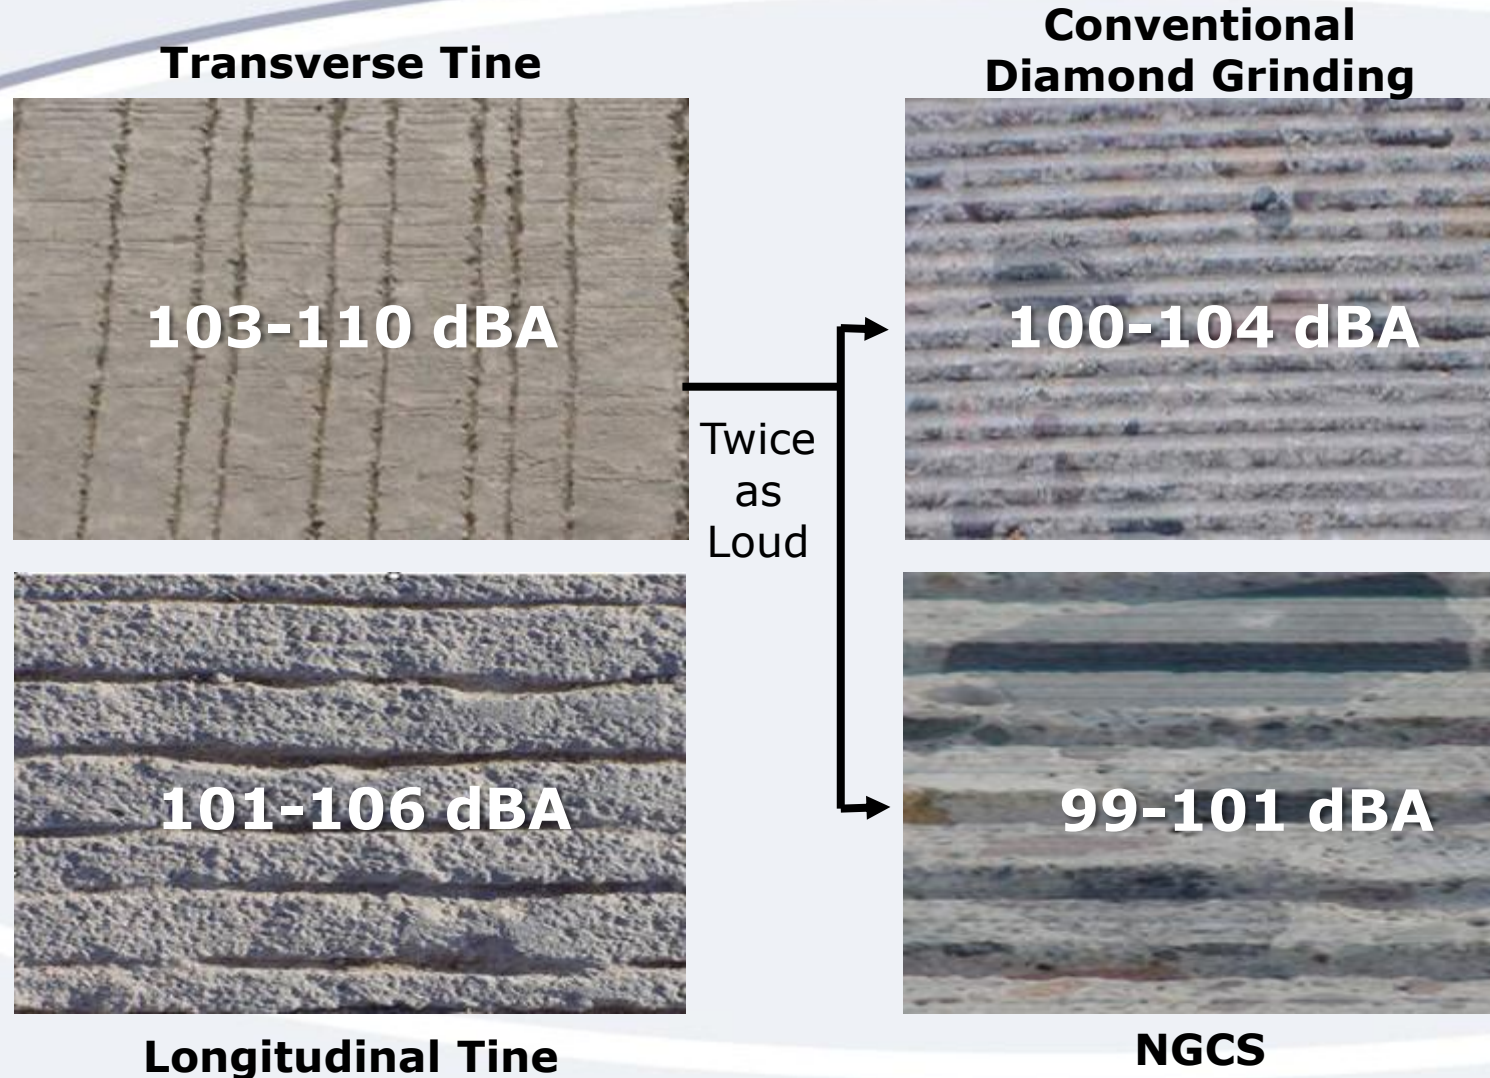 Transverse Tine
Conventional
Diamond Grinding
103-110 dBA
100-104 dBA
Twice
as
Loud
101-106 dBA
99-101 dBA
Longitudinal Tine
NGCS